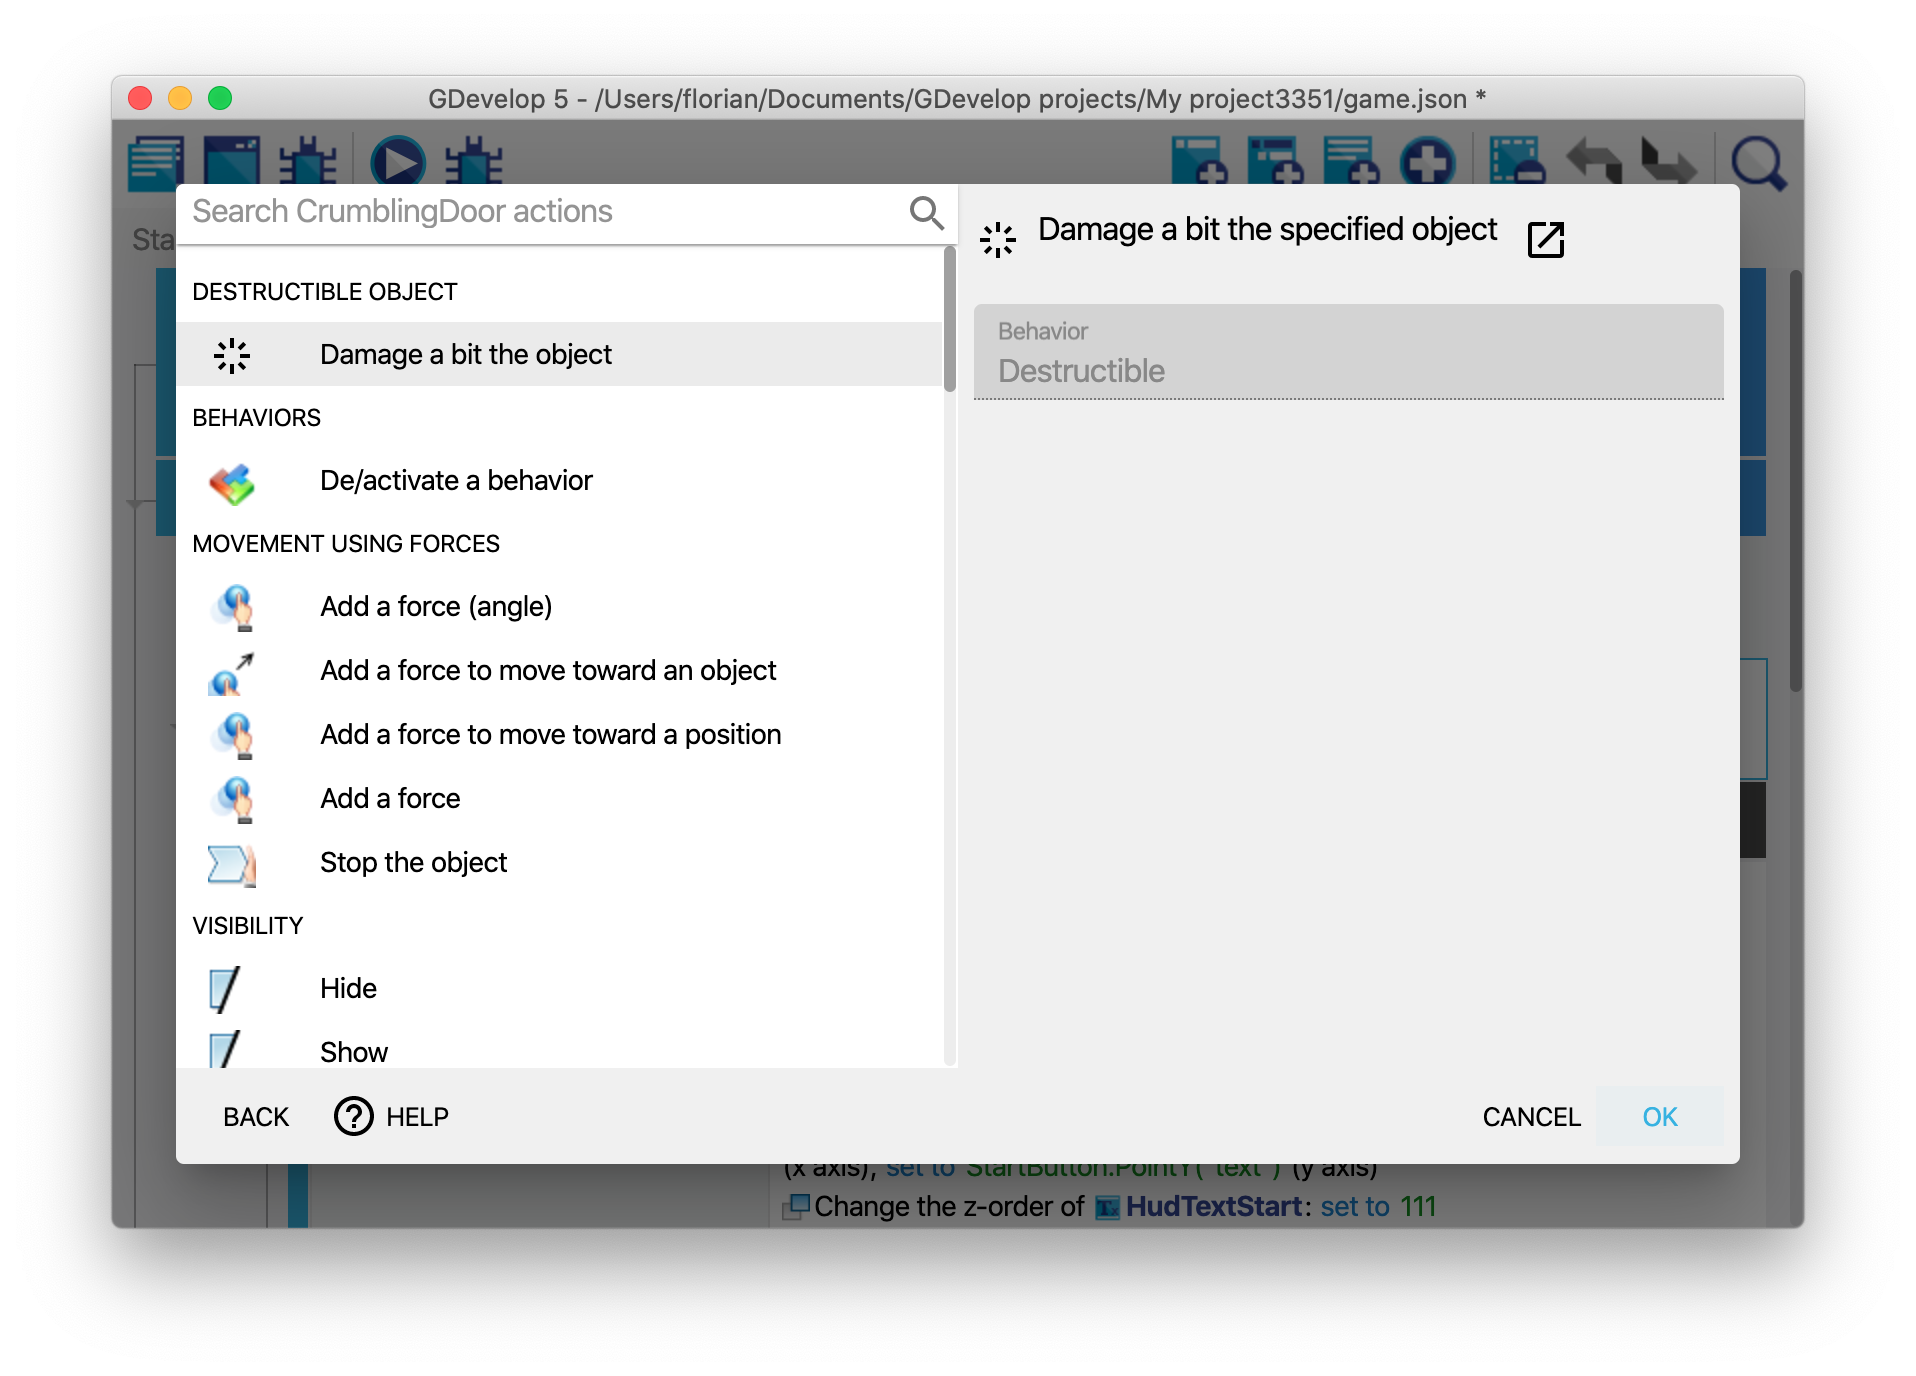 GDevelop 5 - /Users/florian/Documents/GDevelop projects/My project3351/game.json *
Sta
Search CrumblingDoor actions
DESTRUCTIBLE OBJECT
Damage a bit the object
BEHAVIORS
De/activate a behavior
MOVEMENT USING FORCES
Add a force (angle)
Add a force to move toward an object
Add a force to move toward a position
Add a force
Stop the object
VISIBILITY
Hide
Show
Damage a bit the specified object
Behavior
Destructible
BACK
HELP
CANCEL
OK
(x axis), set to StartButton.PointY("text") (y axis)
Change the z-order of Tx HudTextStart: set to 111